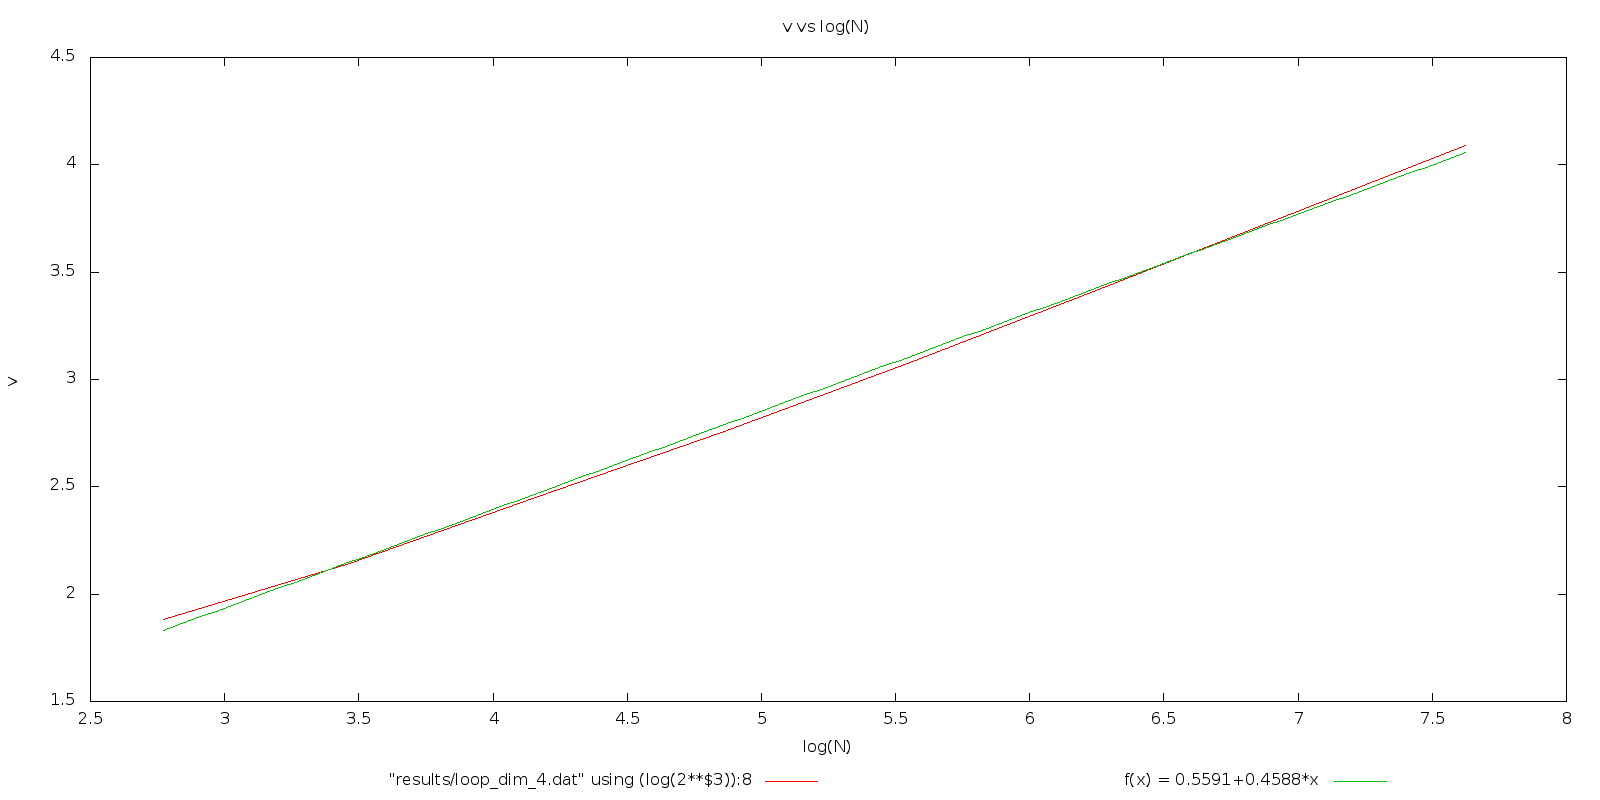 v vs log(N)
4.5
4
3.5
3
2.5
2
1.5
v
2.5 3 3.5 4 4.5 5 5.5 6 6.5 7 7.5 8
log(N)
"results/loop_dim_4.dat" using (log(2**$3)):8
f(x) = 0.5591+0.4588*x